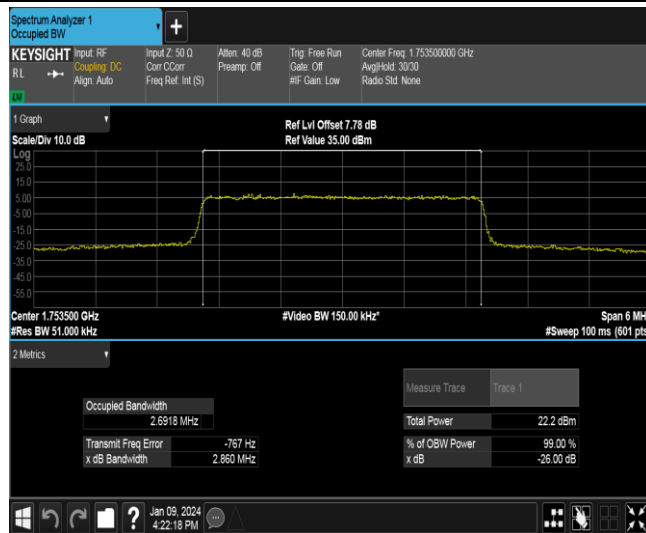 Spectrum Analyzer 1
Occupied BW
+
KEYSIGHT Input: RF Input Z: 50 Ω Atten: 40 dB Trig: Free Run Center Freq: 1.753500000 GHz
RL Coupling: DC Corr CCorr Preamp: Off Gate: Off Avg|Hold: 30/30
Align: Auto Freq Ref: Int (S) #IF Gain: Low Radio Std: None
1 Graph
Scale/Div 10.0 dB
Ref Lvl Offset 7.78 dB
Ref Value 35.00 dBm
Log
25.0
15.0
5.00
-5.00
-15.0
-25.0
-35.0
-45.0
-55.0
Center 1.753500 GHz #Video BW 150.00 kHz* Span 6 MH
#Res BW 51.000 kHz #Sweep 100 ms (601 pts
2 Metrics
Measure Trace Trace 1
Occupied Bandwidth
2.6918 MHz
Total Power 22.2 dBm
Transmit Freq Error -767 Hz % of OBW Power 99.00 %
x dB Bandwidth 2.860 MHz x dB -26.00 dB
? Jan 09, 2024
4:22:18 PM